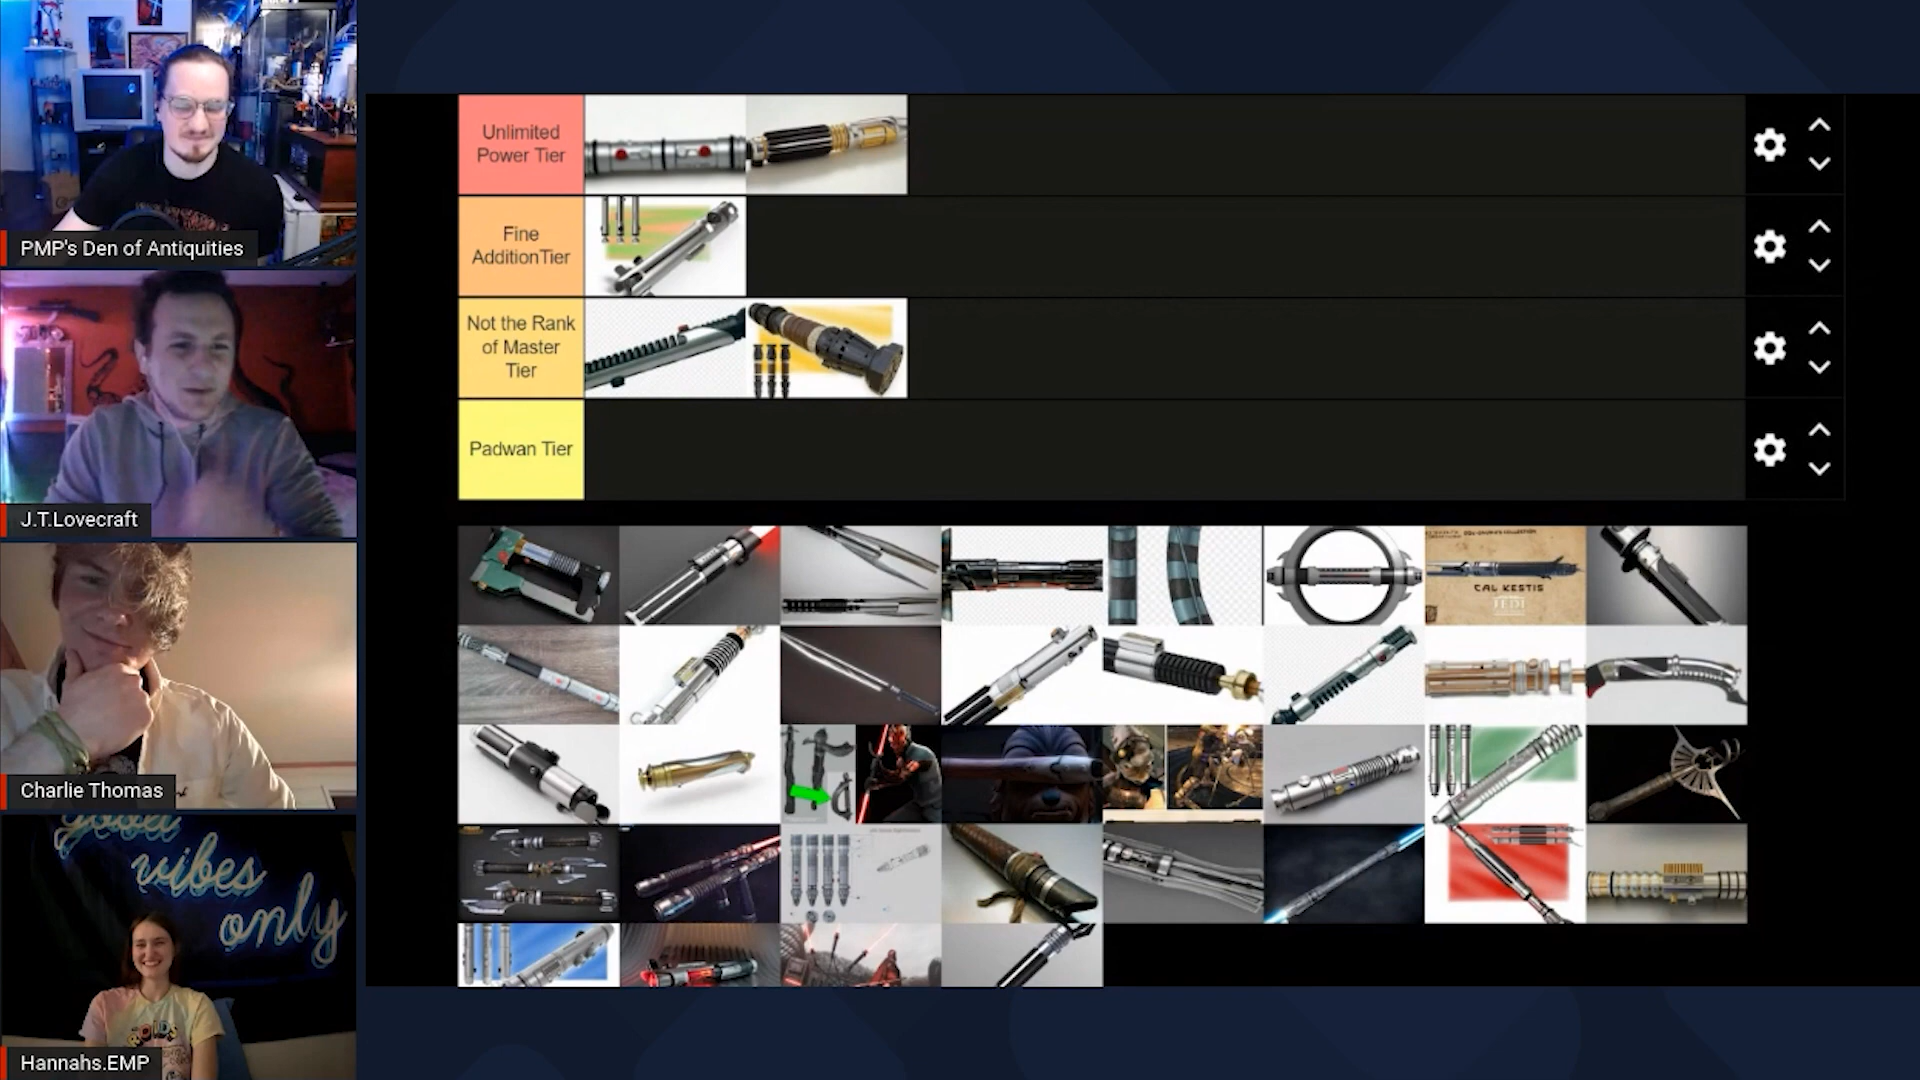 PMP's Den of Antiquities
J.T.Lovecraft
Charlie Thomas
good
vibes
only
Hannahs.EMP
Unlimited
Power Tier
Fine
AdditionTier
Not the Rank
of Master
Tier
Padwan Tier
CAL KESTIS
JEDI